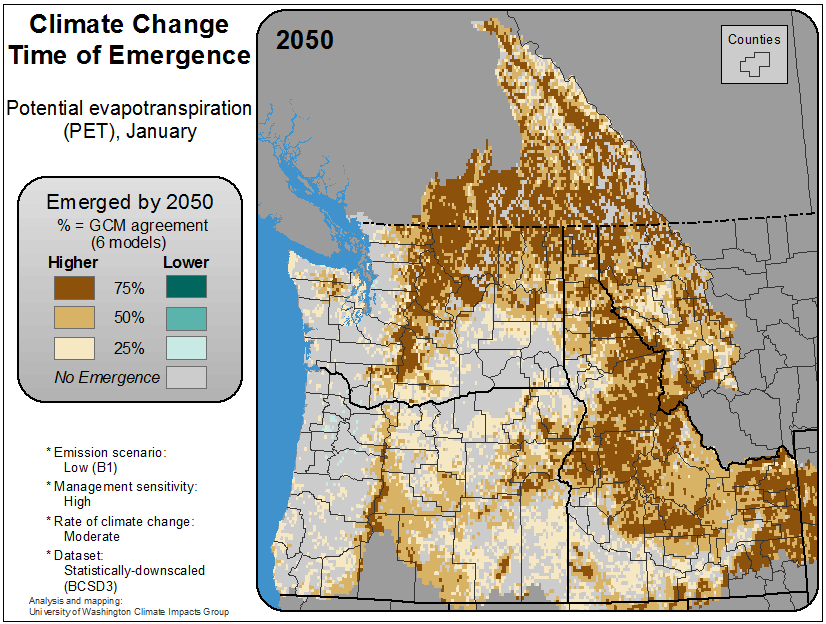 Climate Change
Time of Emergence
Potential evapotranspiration
(PET), January
Emerged by 2050
% = GCM agreement
(6 models)
Higher Lower
75%
50%
25%
No Emergence
* Emission scenario:
Low (B1)
* Management sensitivity:
High
* Rate of climate change:
Moderate
* Dataset:
Statistically-downscaled
(BCSD3)
Analysis and mapping:
University of Washington Climate Impacts Group
2050
Counties